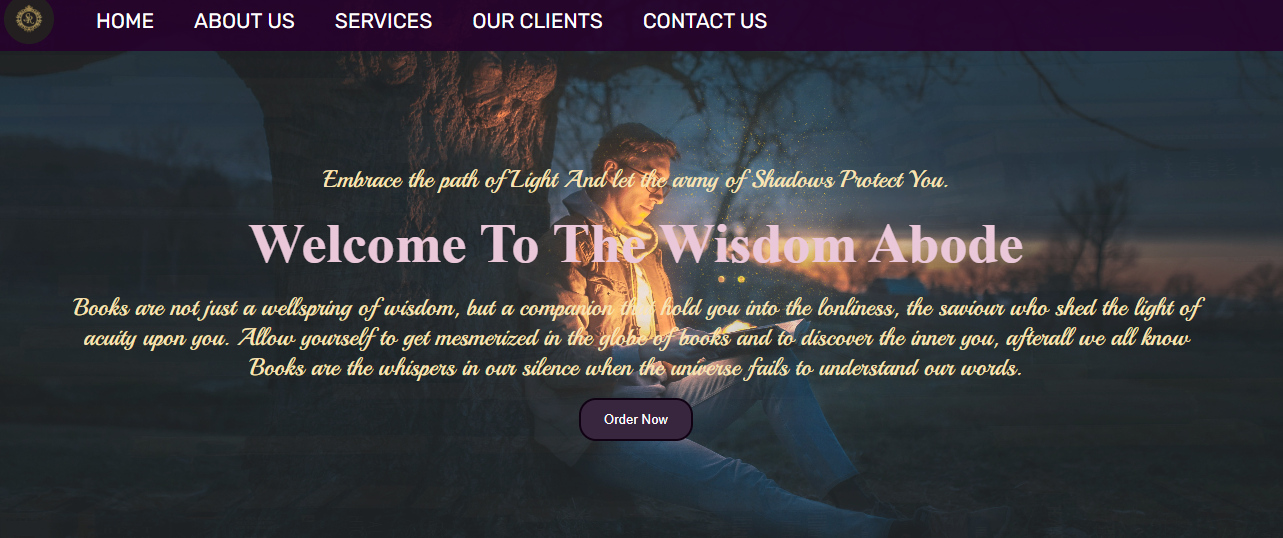 HOME ABOUT US SERVICES OUR CLIENTS CONTACT US
Embrace the path of Light And let the army of Shadows Protect You.
Welcome To The Wisdom Abode
Books are not just a wellspring of wisdom, but a companion that hold you into the lonliness, the saviour who shed the light of
acuity upon you. Allow yourself to get mesmerized in the globe of books and to discover the inner you, afterall we all know
Books are the whispers in our silence when the universe fails to understand our words.
Order Now